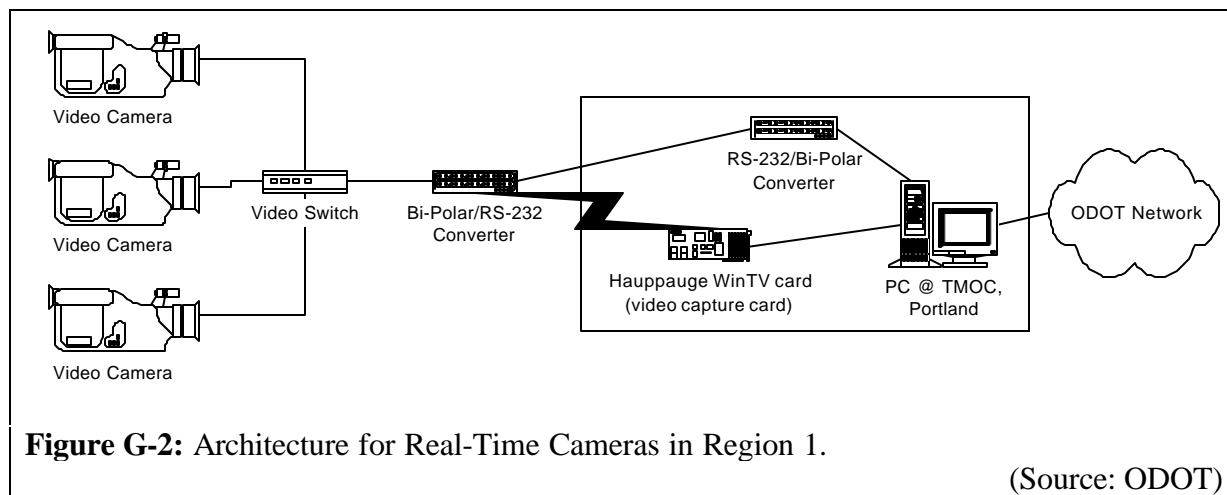 Video Camera
Video Camera
Video Camera
Video Switch
Bi-Polar/RS-232
Converter
RS-232/Bi-Polar
Converter
Hauppauge WinTV card
(video capture card)
PC @ TMOC,
Portland
ODOT Network
Figure G-2: Architecture for Real-Time Cameras in Region 1.
(Source: ODOT)